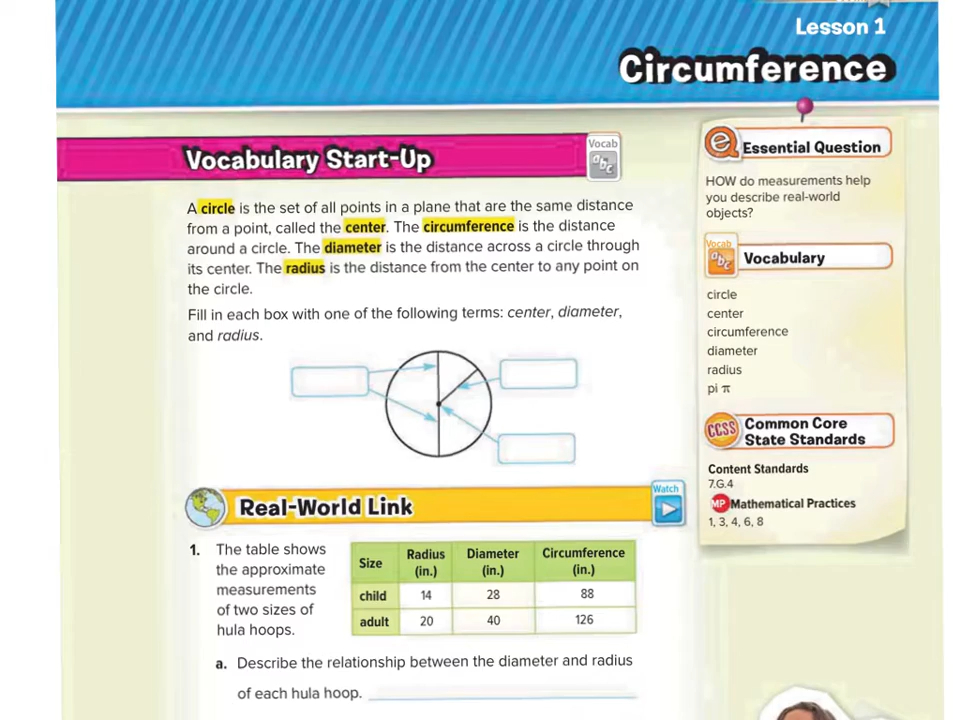 Lesson 1
Circumference
Vocabulary Start-Up
Vocab
abc
A circle is the set of all points in a plane that are the same distance
from a point, called the center. The circumference is the distance
around a circle. The diameter is the distance across a circle through
its center. The radius is the distance from the center to any point on
the circle.
Fill in each box with one of the following terms: center, diameter,
and radius.
Real-World Link
Watch
1. The table shows
the approximate
measurements
of two sizes of
hula hoops.
Size Radius (in.) Diameter (in.) Circumference (in.)
child 14 28 88
adult 20 40 126
a. Describe the relationship between the diameter and radius
of each hula hoop.
e Essential Question
HOW do measurements help
you describe real-world
objects?
Vocab
abc Vocabulary
circle
center
circumference
diameter
radius
pi π
CCSS Common Core
State Standards
Content Standards
7.G.4
MP Mathematical Practices
1, 3, 4, 6, 8